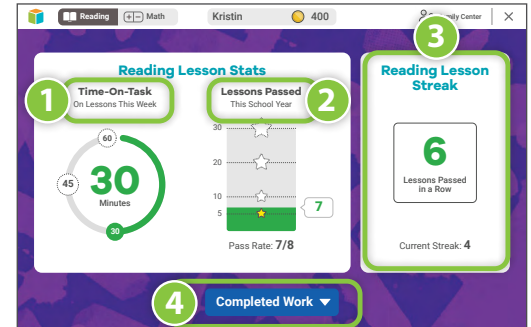 Reading
Math
Kristin
400
Family Center
Reading Lesson Stats
1
Time-On-Task
On Lessons This Week
60
45
30
Minutes
30
Lessons Passed
This School Year
2
30
20
10
5
7
Pass Rate: 7/8
3
Reading Lesson
Streak
6
Lessons Passed
in a Row
Current Streak: 4
4
Completed Work